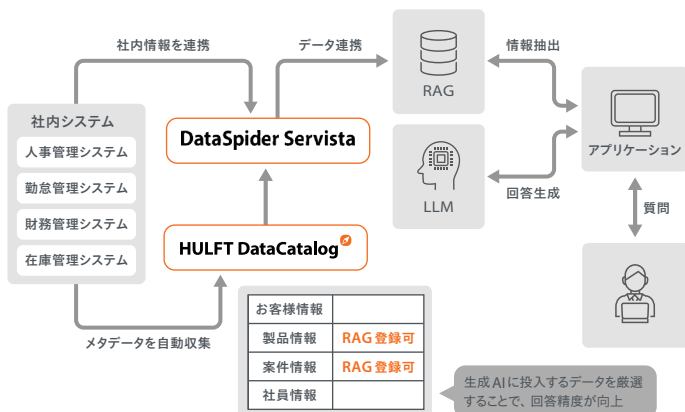 社内情報を連携
データ連携
情報抽出
RAG
社内システム
人事管理システム
勤怠管理システム
財務管理システム
在庫管理システム
DataSpider Servista
アプリケーション
LLM
回答生成
質問
HULFT DataCatalog
メタデータを自動収集
お客様情報
製品情報 RAG 登録可
案件情報 RAG 登録可
社員情報
生成AIに投入するデータを厳選
することで、回答精度が向上